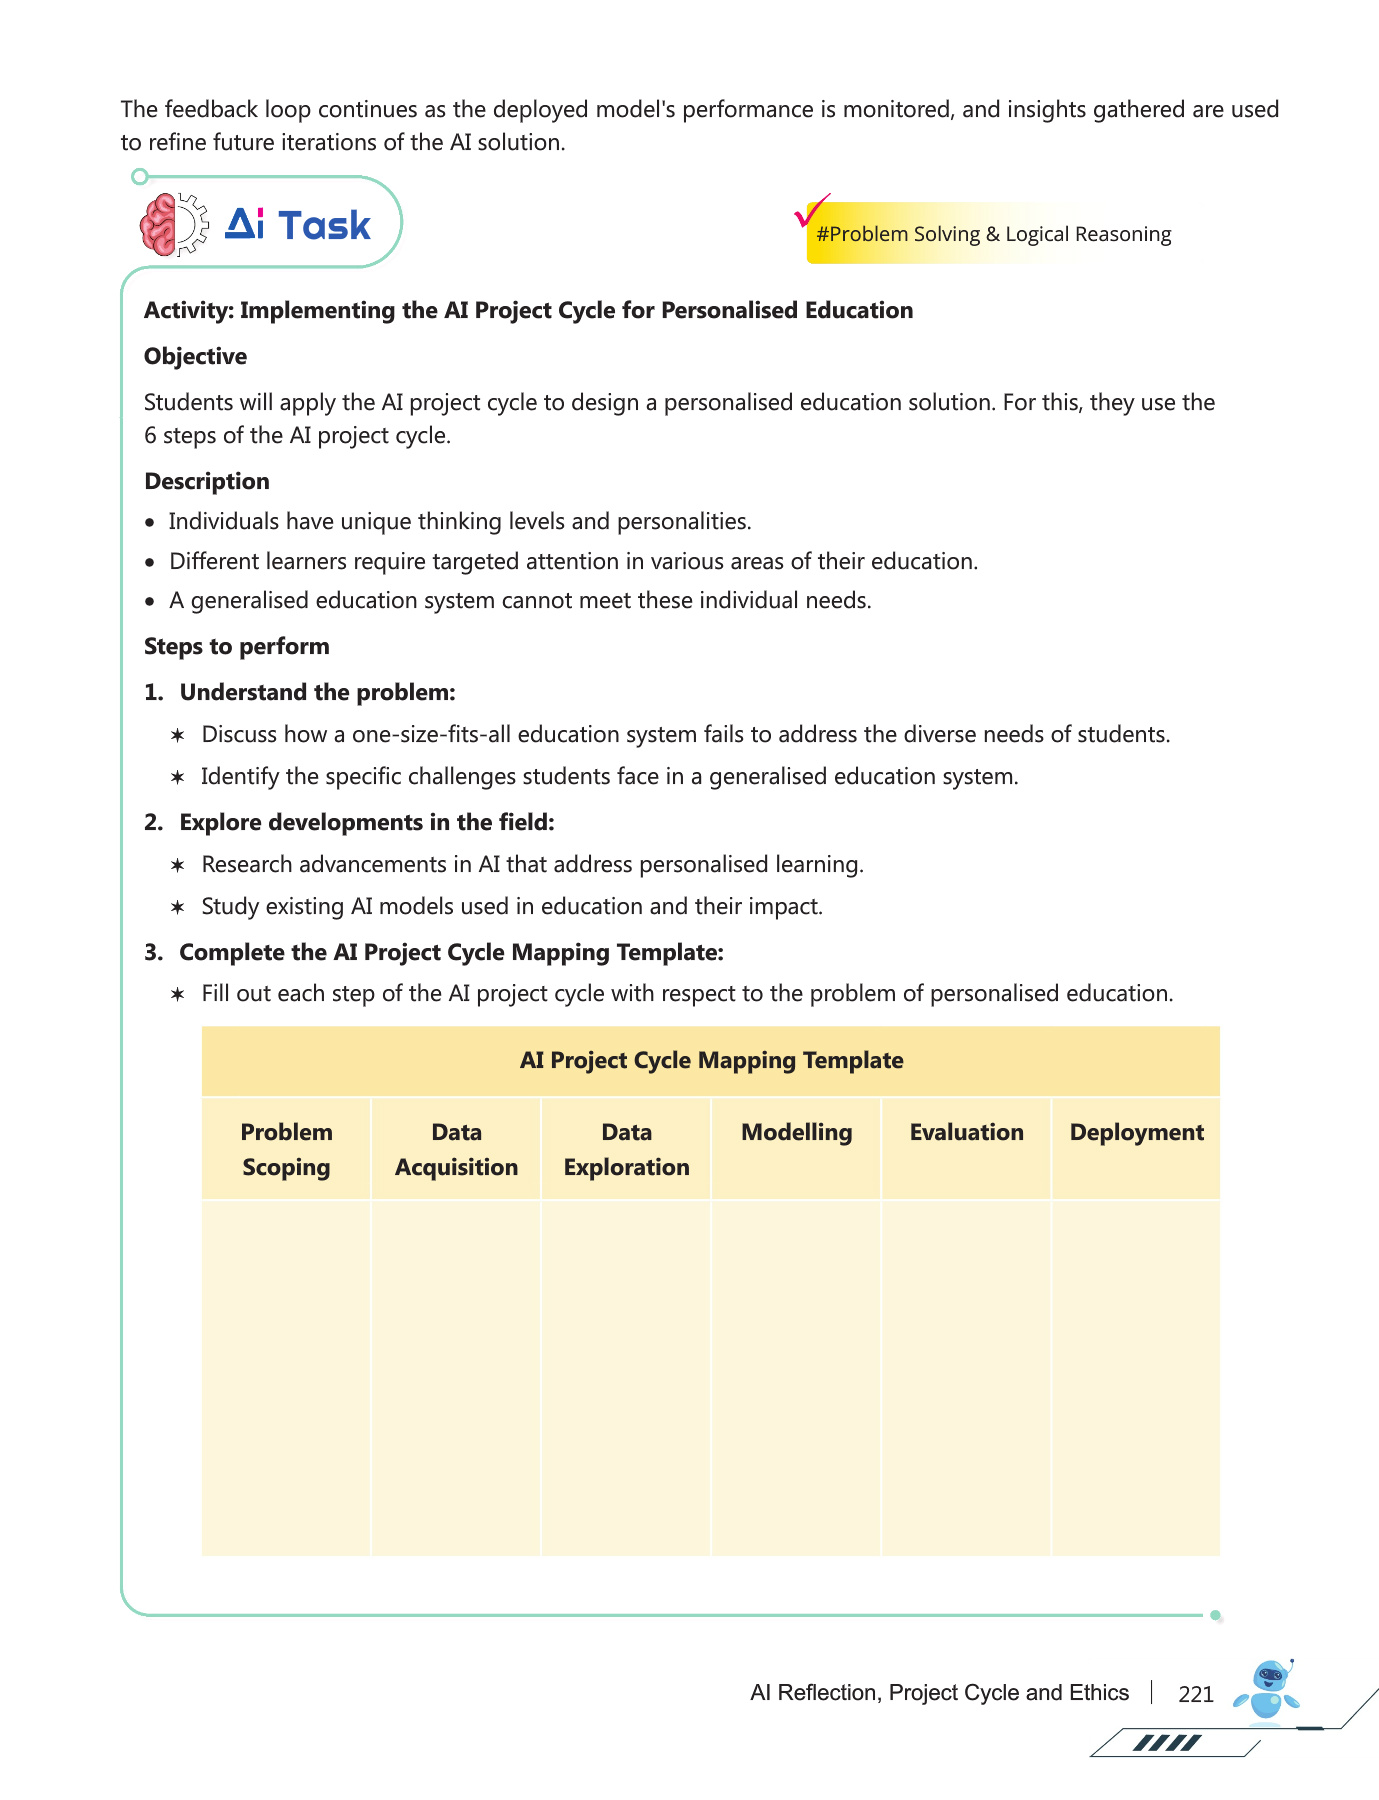 The feedback loop continues as the deployed model's performance is monitored, and insights gathered are used
to refine future iterations of the AI solution.
Ai Task
#Problem Solving & Logical Reasoning
Activity: Implementing the AI Project Cycle for Personalised Education
Objective
Students will apply the AI project cycle to design a personalised education solution. For this, they use the
6 steps of the AI project cycle.
Description
• Individuals have unique thinking levels and personalities.
• Different learners require targeted attention in various areas of their education.
• A generalised education system cannot meet these individual needs.
Steps to perform
1. Understand the problem:
✶ Discuss how a one-size-fits-all education system fails to address the diverse needs of students.
✶ Identify the specific challenges students face in a generalised education system.
2. Explore developments in the field:
✶ Research advancements in AI that address personalised learning.
✶ Study existing AI models used in education and their impact.
3. Complete the AI Project Cycle Mapping Template:
✶ Fill out each step of the AI project cycle with respect to the problem of personalised education.
AI Project Cycle Mapping Template
Problem Data Data Modelling Evaluation Deployment
Scoping Acquisition Exploration
AI Reflection, Project Cycle and Ethics 221